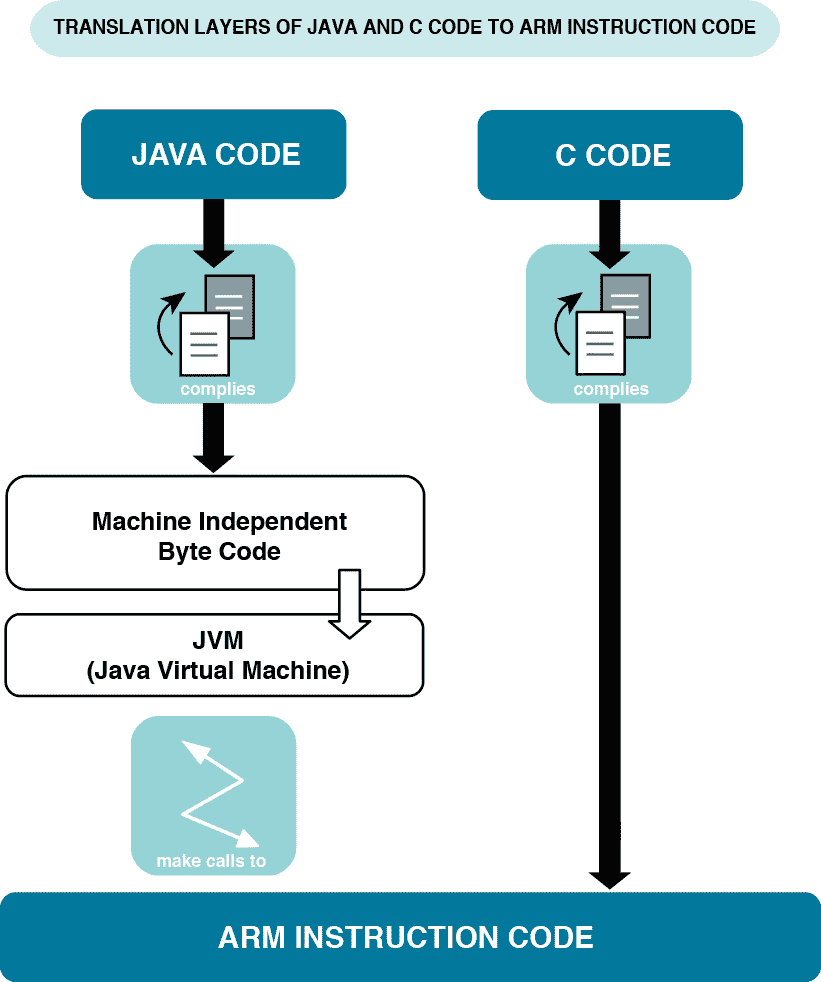 TRANSLATION LAYERS OF JAVA AND C CODE TO ARM INSTRUCTION CODE
JAVA CODE
C CODE
complies
complies
Machine Independent
Byte Code
JVM
(Java Virtual Machine)
make calls to
ARM INSTRUCTION CODE